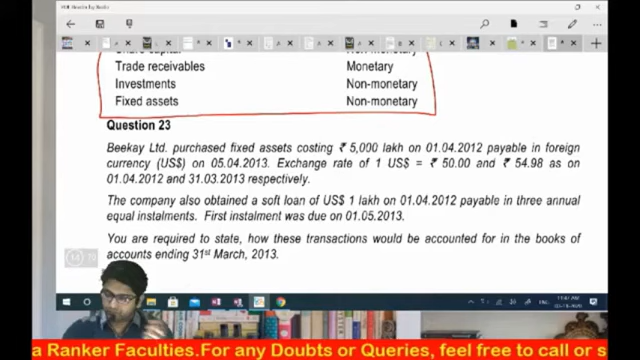 Trade receivables Monetary
Investments Non-monetary
Fixed assets Non-monetary
Question 23
Beekay Ltd. purchased fixed assets costing ₹ 5,000 lakh on 01.04.2012 payable in foreign
currency (US$) on 05.04.2013. Exchange rate of 1 US$ = ₹ 50.00 and ₹ 54.98 as on
01.04.2012 and 31.03.2013 respectively.
The company also obtained a soft loan of US$ 1 lakh on 01.04.2012 payable in three annual
equal instalments. First instalment was due on 01.05.2013.
You are required to state, how these transactions would be accounted for in the books of
accounts ending 31st March, 2013.
a Ranker Faculties.For any Doubts or Queries, feel free to call or s